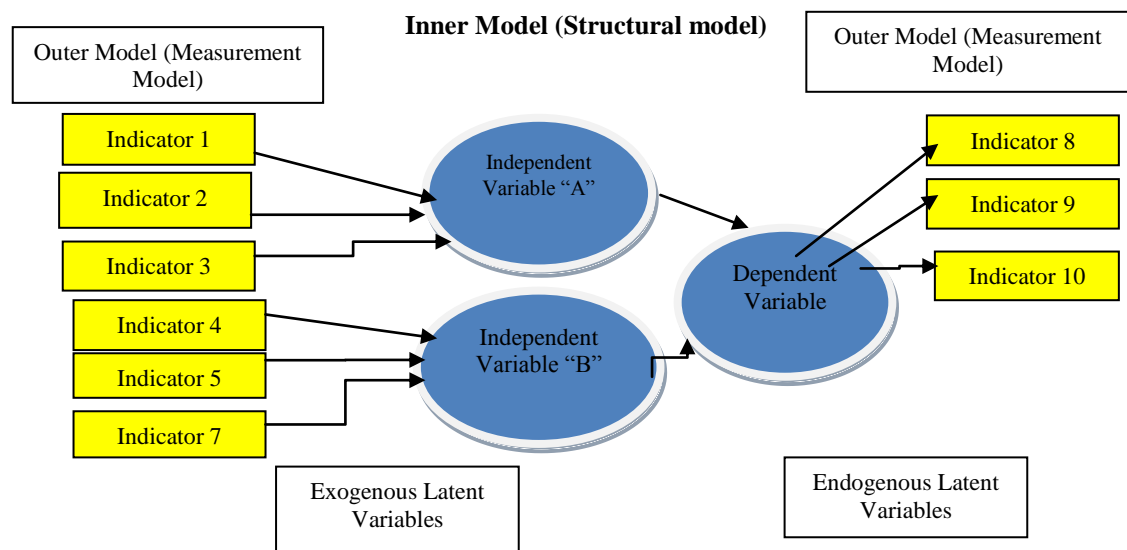 Inner Model (Structural model)
Outer Model (Measurement
Model)
Outer Model (Measurement
Model)
Indicator 1
Indicator 2
Indicator 3
Indicator 4
Indicator 5
Indicator 7
Independent
Variable “A”
Independent
Variable “B”
Dependent
Variable
Indicator 8
Indicator 9
Indicator 10
Exogenous Latent
Variables
Endogenous Latent
Variables